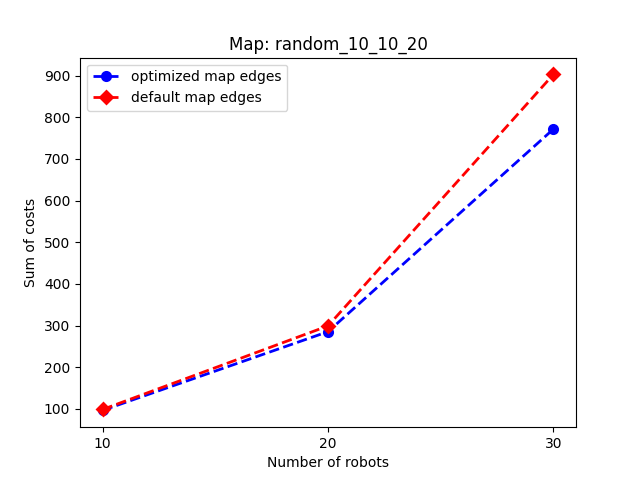 Map: random_10_10_20
optimized map edges
default map edges
900
800
700
600
500
400
300
200
100
Sum of costs
10
20
30
Number of robots